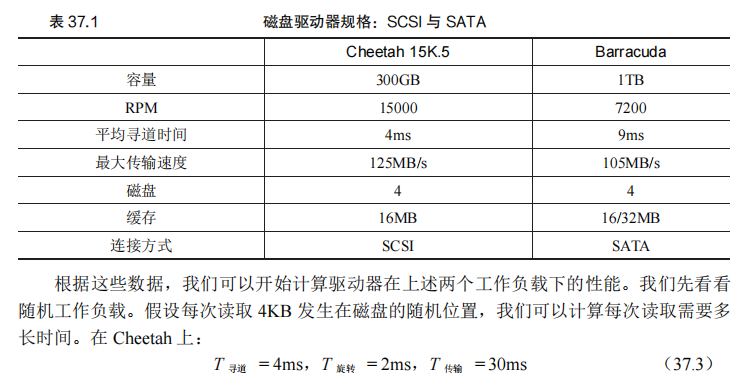 表 37.1 磁盘驱动器规格：SCSI 与 SATA
Cheetah 15K.5 Barracuda
容量 300GB 1TB
RPM 15000 7200
平均寻道时间 4ms 9ms
最大传输速度 125MB/s 105MB/s
磁盘 4 4
缓存 16MB 16/32MB
连接方式 SCSI SATA
根据这些数据，我们可以开始计算驱动器在上述两个工作负载下的性能。我们先看看
随机工作负载。假设每次读取 4KB 发生在磁盘的随机位置，我们可以计算每次读取需要多
长时间。在 Cheetah 上：
T 寻道 =4ms，T 旋转 =2ms，T 传输 =30ms （37.3）